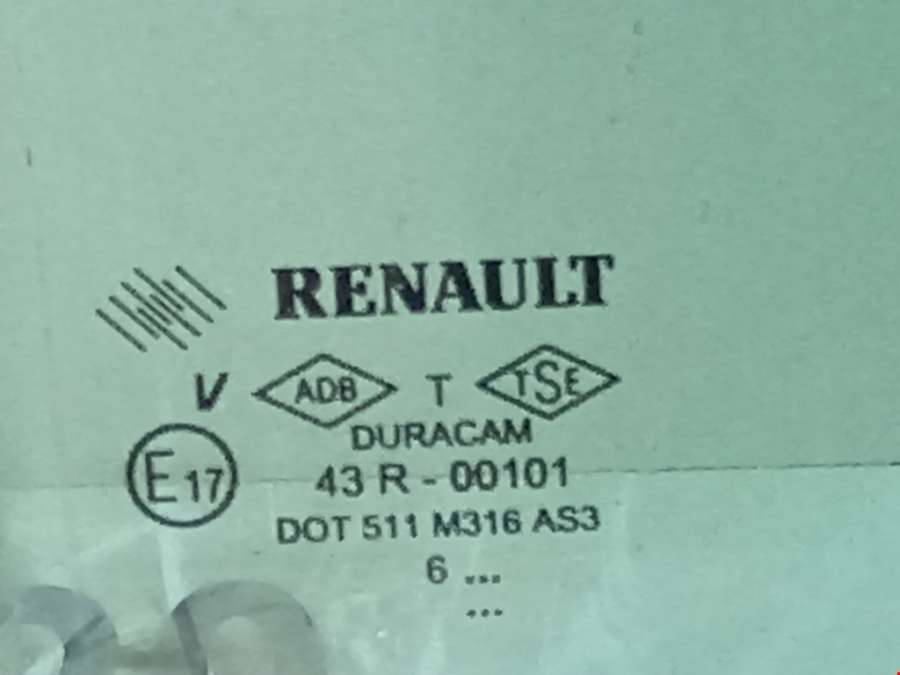 RENAULT
V ADB T TSE
DURACAM
E17 43 R - 00101
DOT 511 M316 AS3
6 ...
...